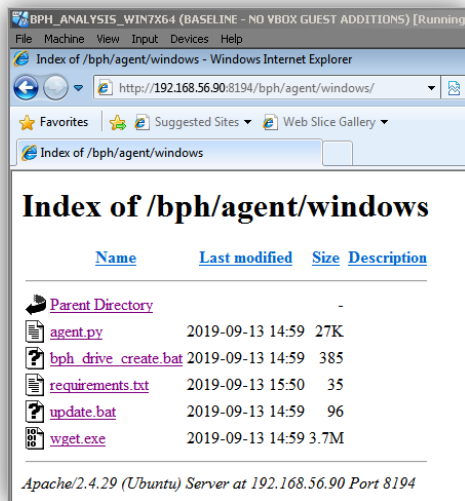 BPH_ANALYSIS_WIN7X64 (BASELINE - NO VBOX GUEST ADDITIONS) [Running
File Machine View Input Devices Help
Index of /bph/agent/windows - Windows Internet Explorer
http://192.168.56.90:8194/bph/agent/windows/
Favorites Suggested Sites Web Slice Gallery
Index of /bph/agent/windows
Index of /bph/agent/windows
Name Last modified Size Description
Parent Directory -
agent.py 2019-09-13 14:59 27K
bph_drive_create.bat 2019-09-13 14:59 385
requirements.txt 2019-09-13 15:50 35
update.bat 2019-09-13 14:59 96
wget.exe 2019-09-13 14:59 3.7M
Apache/2.4.29 (Ubuntu) Server at 192.168.56.90 Port 8194